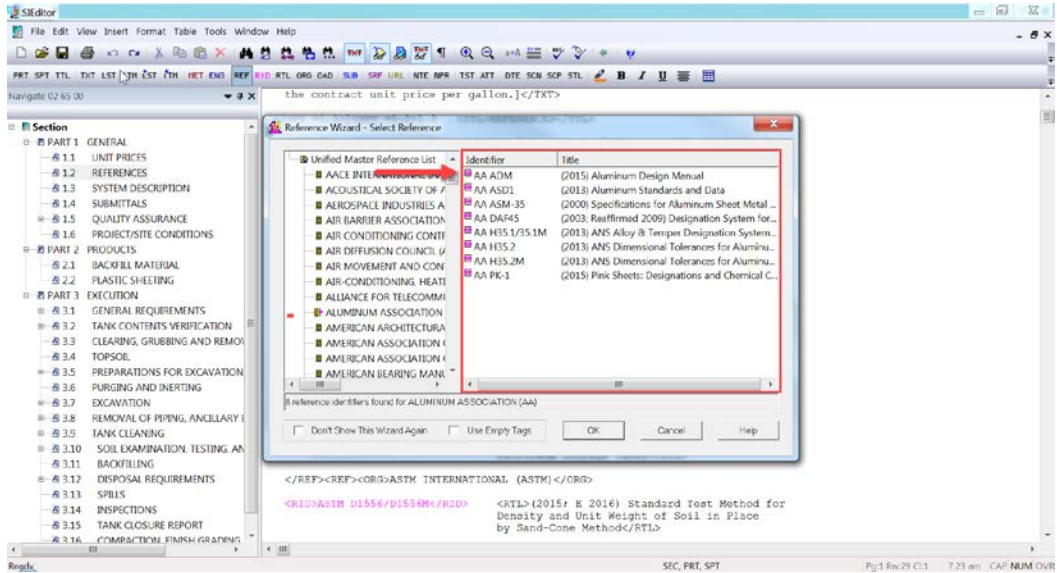 SIEditor
File Edit View Insert Format Table Tools Window Help
PRT SPT TTL TXT LST MET ENG REF RID RTL ORG OAD SUB SRF URL NTE NPR TST ATT DTE SCN SCP STL B I U
Navigate 02 65 00
Section
PART 1 GENERAL
1.1 UNIT PRICES
1.2 REFERENCES
1.3 SYSTEM DESCRIPTION
1.4 SUBMITTALS
1.5 QUALITY ASSURANCE
1.6 PROJECT/SITE CONDITIONS
PART 2 PRODUCTS
2.1 BACKFILL MATERIAL
2.2 PLASTIC SHEETING
PART 3 EXECUTION
3.1 GENERAL REQUIREMENTS
3.2 TANK CONTENTS VERIFICATION
3.3 CLEARING, GRUBBING AND REMOV
3.4 TOPSOIL
3.5 PREPARATIONS FOR EXCAVATION
3.6 PURGING AND INERTING
3.7 EXCAVATION
3.8 REMOVAL OF PIPING, ANCILLARY E
3.9 TANK CLEANING
3.10 SOIL EXAMINATION, TESTING, AN
3.11 BACKFILLING
3.12 DISPOSAL REQUIREMENTS
3.13 SPILLS
3.14 INSPECTIONS
3.15 TANK CLOSURE REPORT
3.16 COMPACTION, FINISH GRADING
the contract unit price per gallon.]</TXT>
Reference Wizard - Select Reference
Unified Master Reference List
AACE
ACOUSTICAL SOCIETY OF A
AEROSPACE INDUSTRIES A
AIR BARRIER ASSOCIATION
AIR CONDITIONING CONTF
AIR DIFFUSION COUNCIL (A
AIR MOVEMENT AND CON
AIR-CONDITIONING, HEATI
ALLIANCE FOR TELECOMMU
ALUMINUM ASSOCIATION
AMERICAN ARCHITECTURA
AMERICAN ASSOCIATION (
AMERICAN ASSOCIATION (
AMERICAN BEARING MANU
Identifier Title
AA ADM (2015) Aluminum Design Manual
AA ASD1 (2013) Aluminum Standards and Data
AA ASM-35 (2000) Specifications for Aluminum Sheet Metal ...
AA DAF45 (2003; Reaffirmed 2009) Designation System for...
AA H35.1/35.1M (2013) ANS Alloy & Temper Designation System...
AA H35.2 (2013) ANS Dimensional Tolerances for Aluminu...
AA H35.2M (2013) ANS Dimensional Tolerances for Aluminu...
AA PK-1 (2015) Pink Sheets: Designations and Chemical C...
8 reference identifiers found for ALUMINUM ASSOCIATION (AA)
Don't Show This Wizard Again Use Empty Tags OK Cancel Help
</REF><REF><ORG>ASTM INTERNATIONAL (ASTM)</ORG>
<RID>ASTM D1556/D1556M</RID> <RTL>(2015; E 2016) Standard Test Method for
Density and Unit Weight of Soil in Place
by Sand-Cone Method</RTL>
Ready SEC, PRT, SPT Pg:1 Rw:29 Cl:1 7:23 am CAP NUM OVR